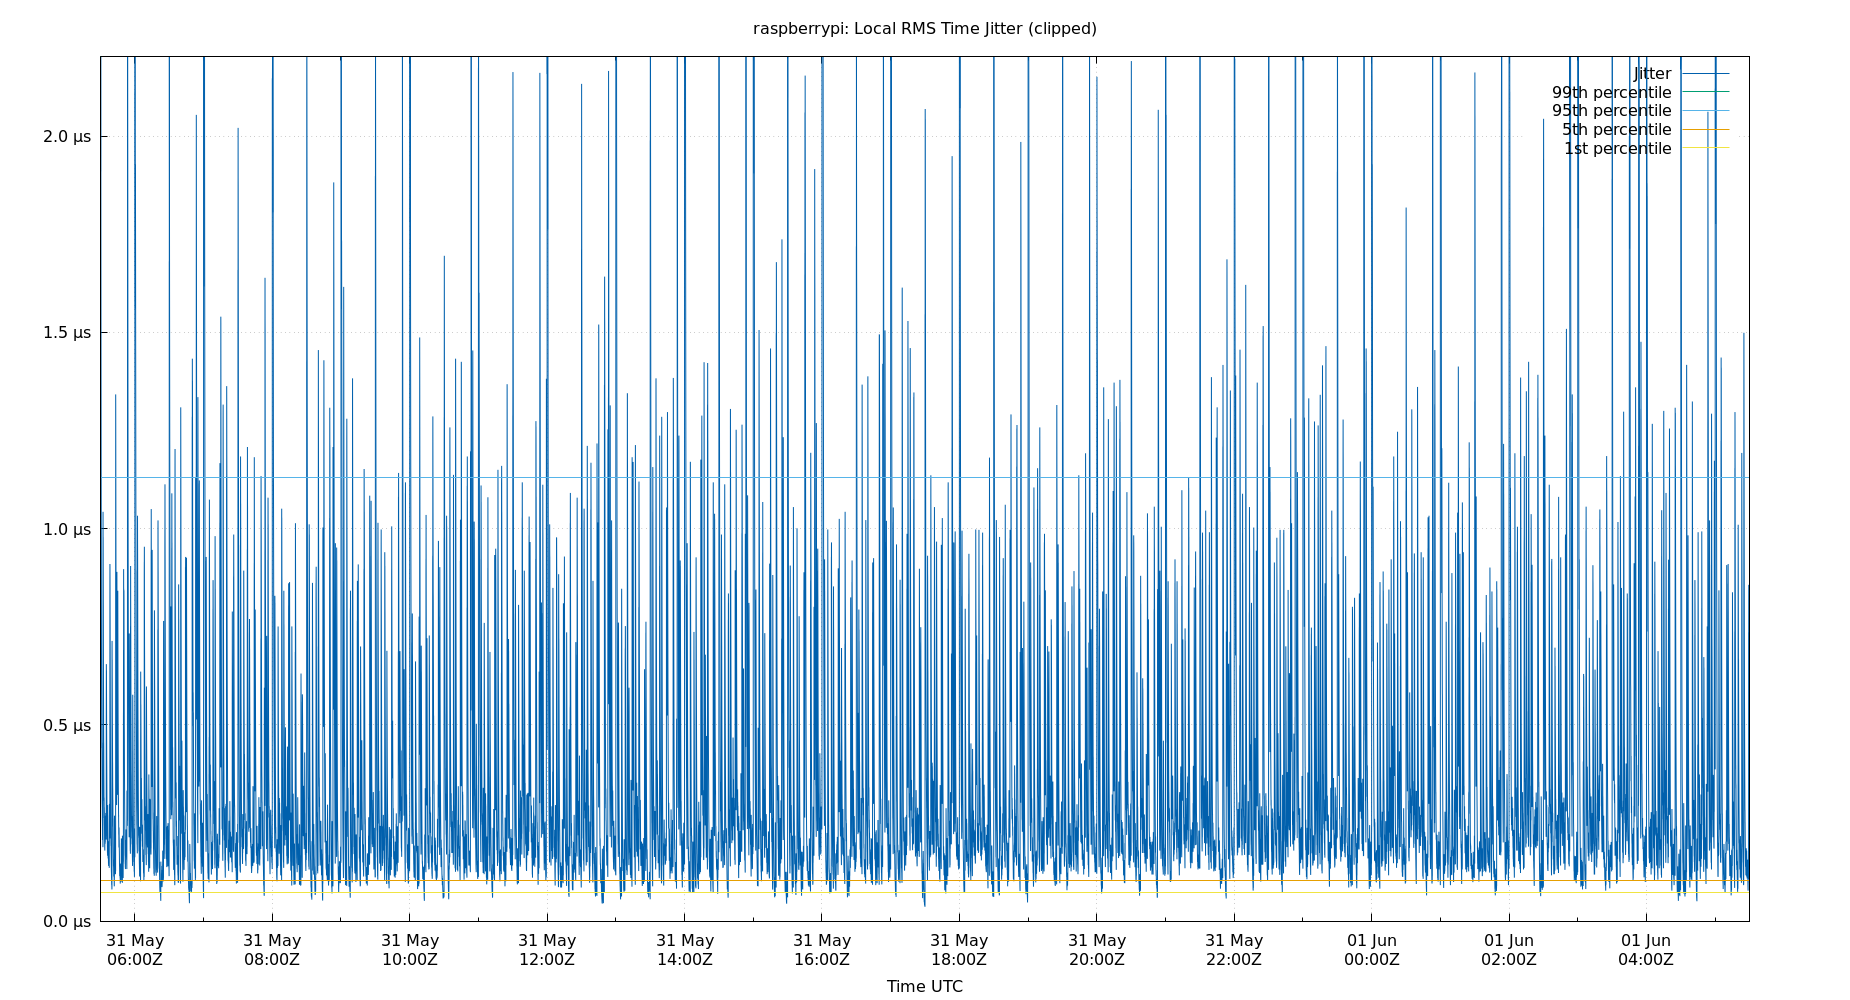 raspberrypi: Local RMS Time Jitter (clipped)
Jitter
99th percentile
95th percentile
5th percentile
1st percentile
2.0 µs
1.5 µs
1.0 µs
0.5 µs
0.0 µs
31 May 31 May 31 May 31 May 31 May 31 May 31 May 31 May 31 May 01 Jun 01 Jun 01 Jun
06:00Z 08:00Z 10:00Z 12:00Z 14:00Z 16:00Z 18:00Z 20:00Z 22:00Z 00:00Z 02:00Z 04:00Z
Time UTC